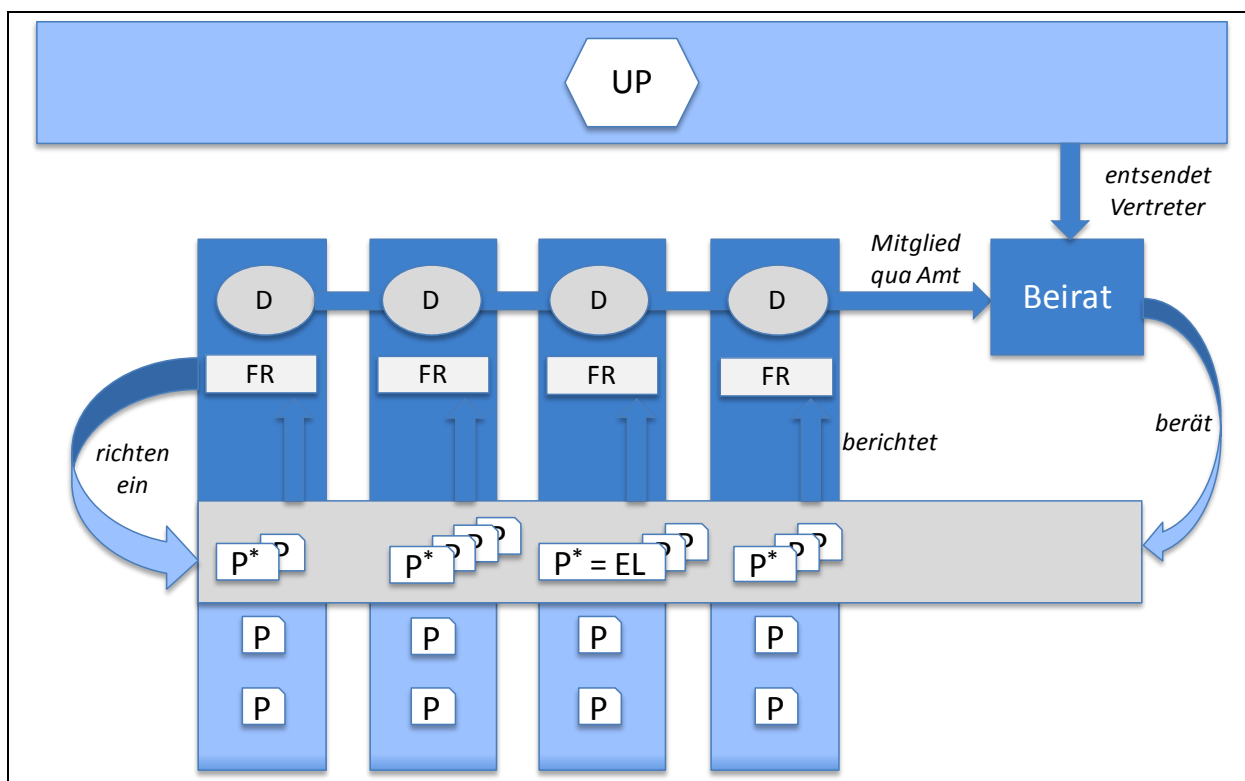 UP
entsendet
Vertreter
Mitglied
qua Amt
D
D
D
D
Beirat
FR
FR
FR
FR
richten
ein
berichtet
berät
P* P
P* P P P
P* = EL P P
P* P P
P
P
P
P
P
P
P
P